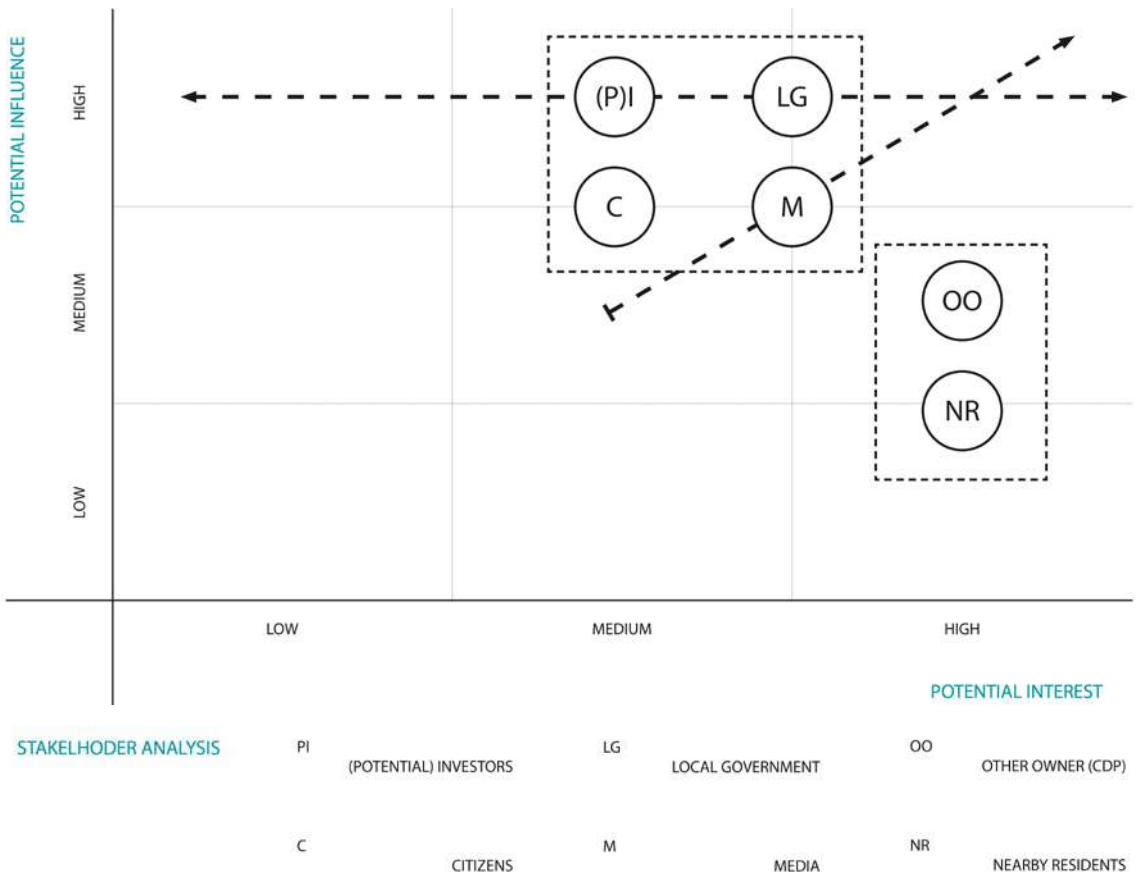 POTENTIAL INFLUENCE
HIGH
MEDIUM
LOW
(P)I
LG
C
M
OO
NR
LOW
MEDIUM
HIGH
POTENTIAL INTEREST
STAKELHODER ANALYSIS
PI
(POTENTIAL) INVESTORS
LG
LOCAL GOVERNMENT
OO
OTHER OWNER (CDP)
C
CITIZENS
M
MEDIA
NR
NEARBY RESIDENTS